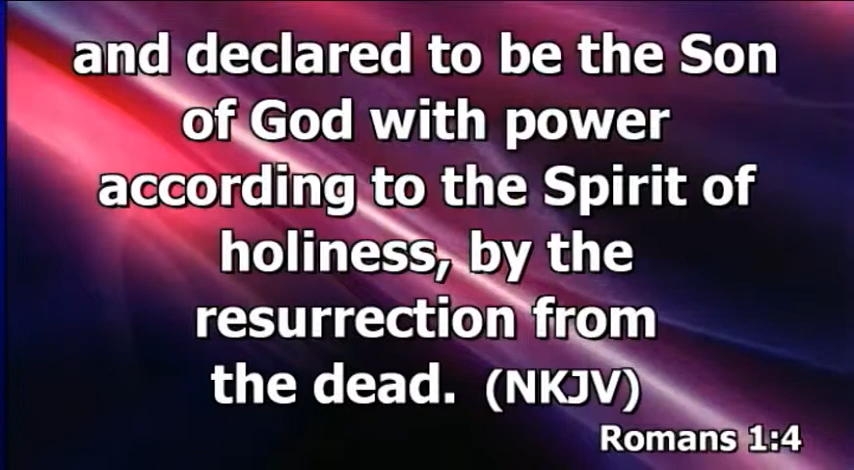 and declared to be the Son
of God with power
according to the Spirit of
holiness, by the
resurrection from
the dead. (NKJV)
Romans 1:4